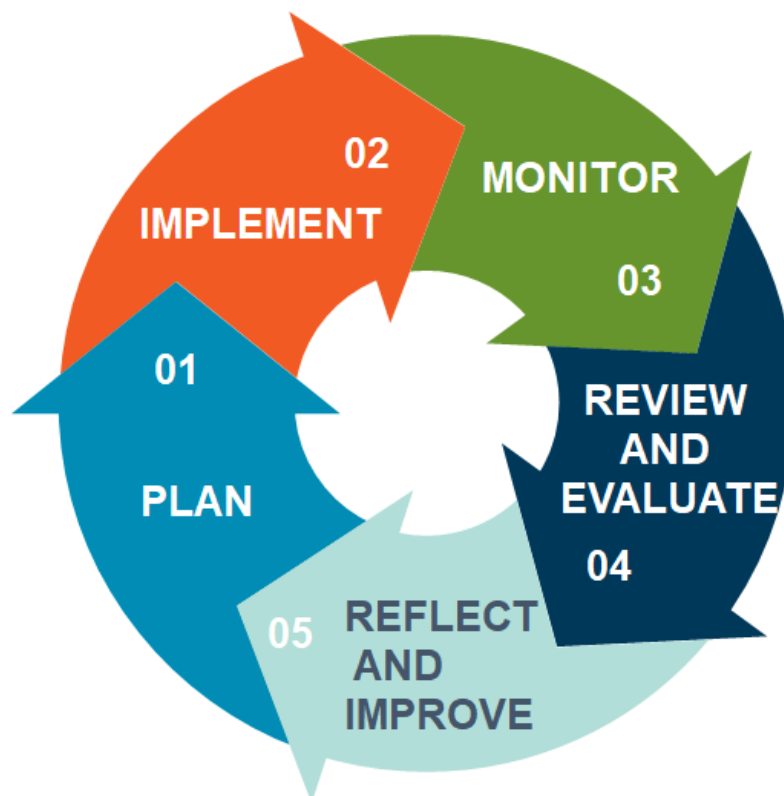 01
PLAN
02
IMPLEMENT
MONITOR
03
REVIEW
AND
EVALUATE
04
05
REFLECT
AND
IMPROVE